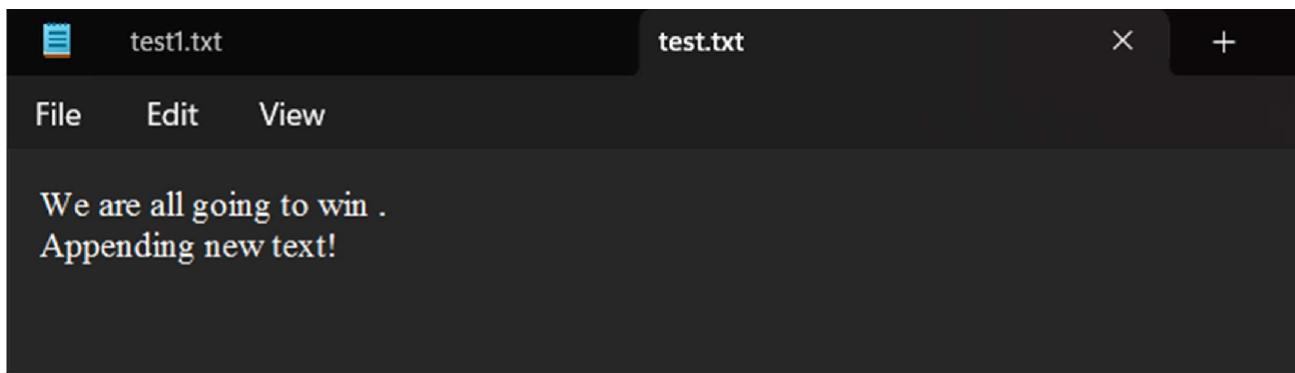 test1.txt test.txt
File Edit View
We are all going to win .
Appending new text!